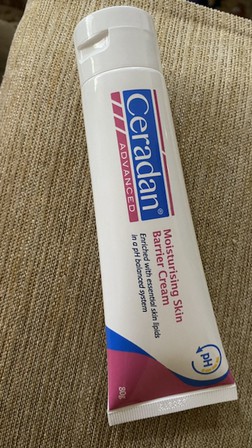 Ceradan®
ADVANCED
Moisturising Skin
Barrier Cream
Enriched with essential skin lipids
in a pH balanced system
pH
80g